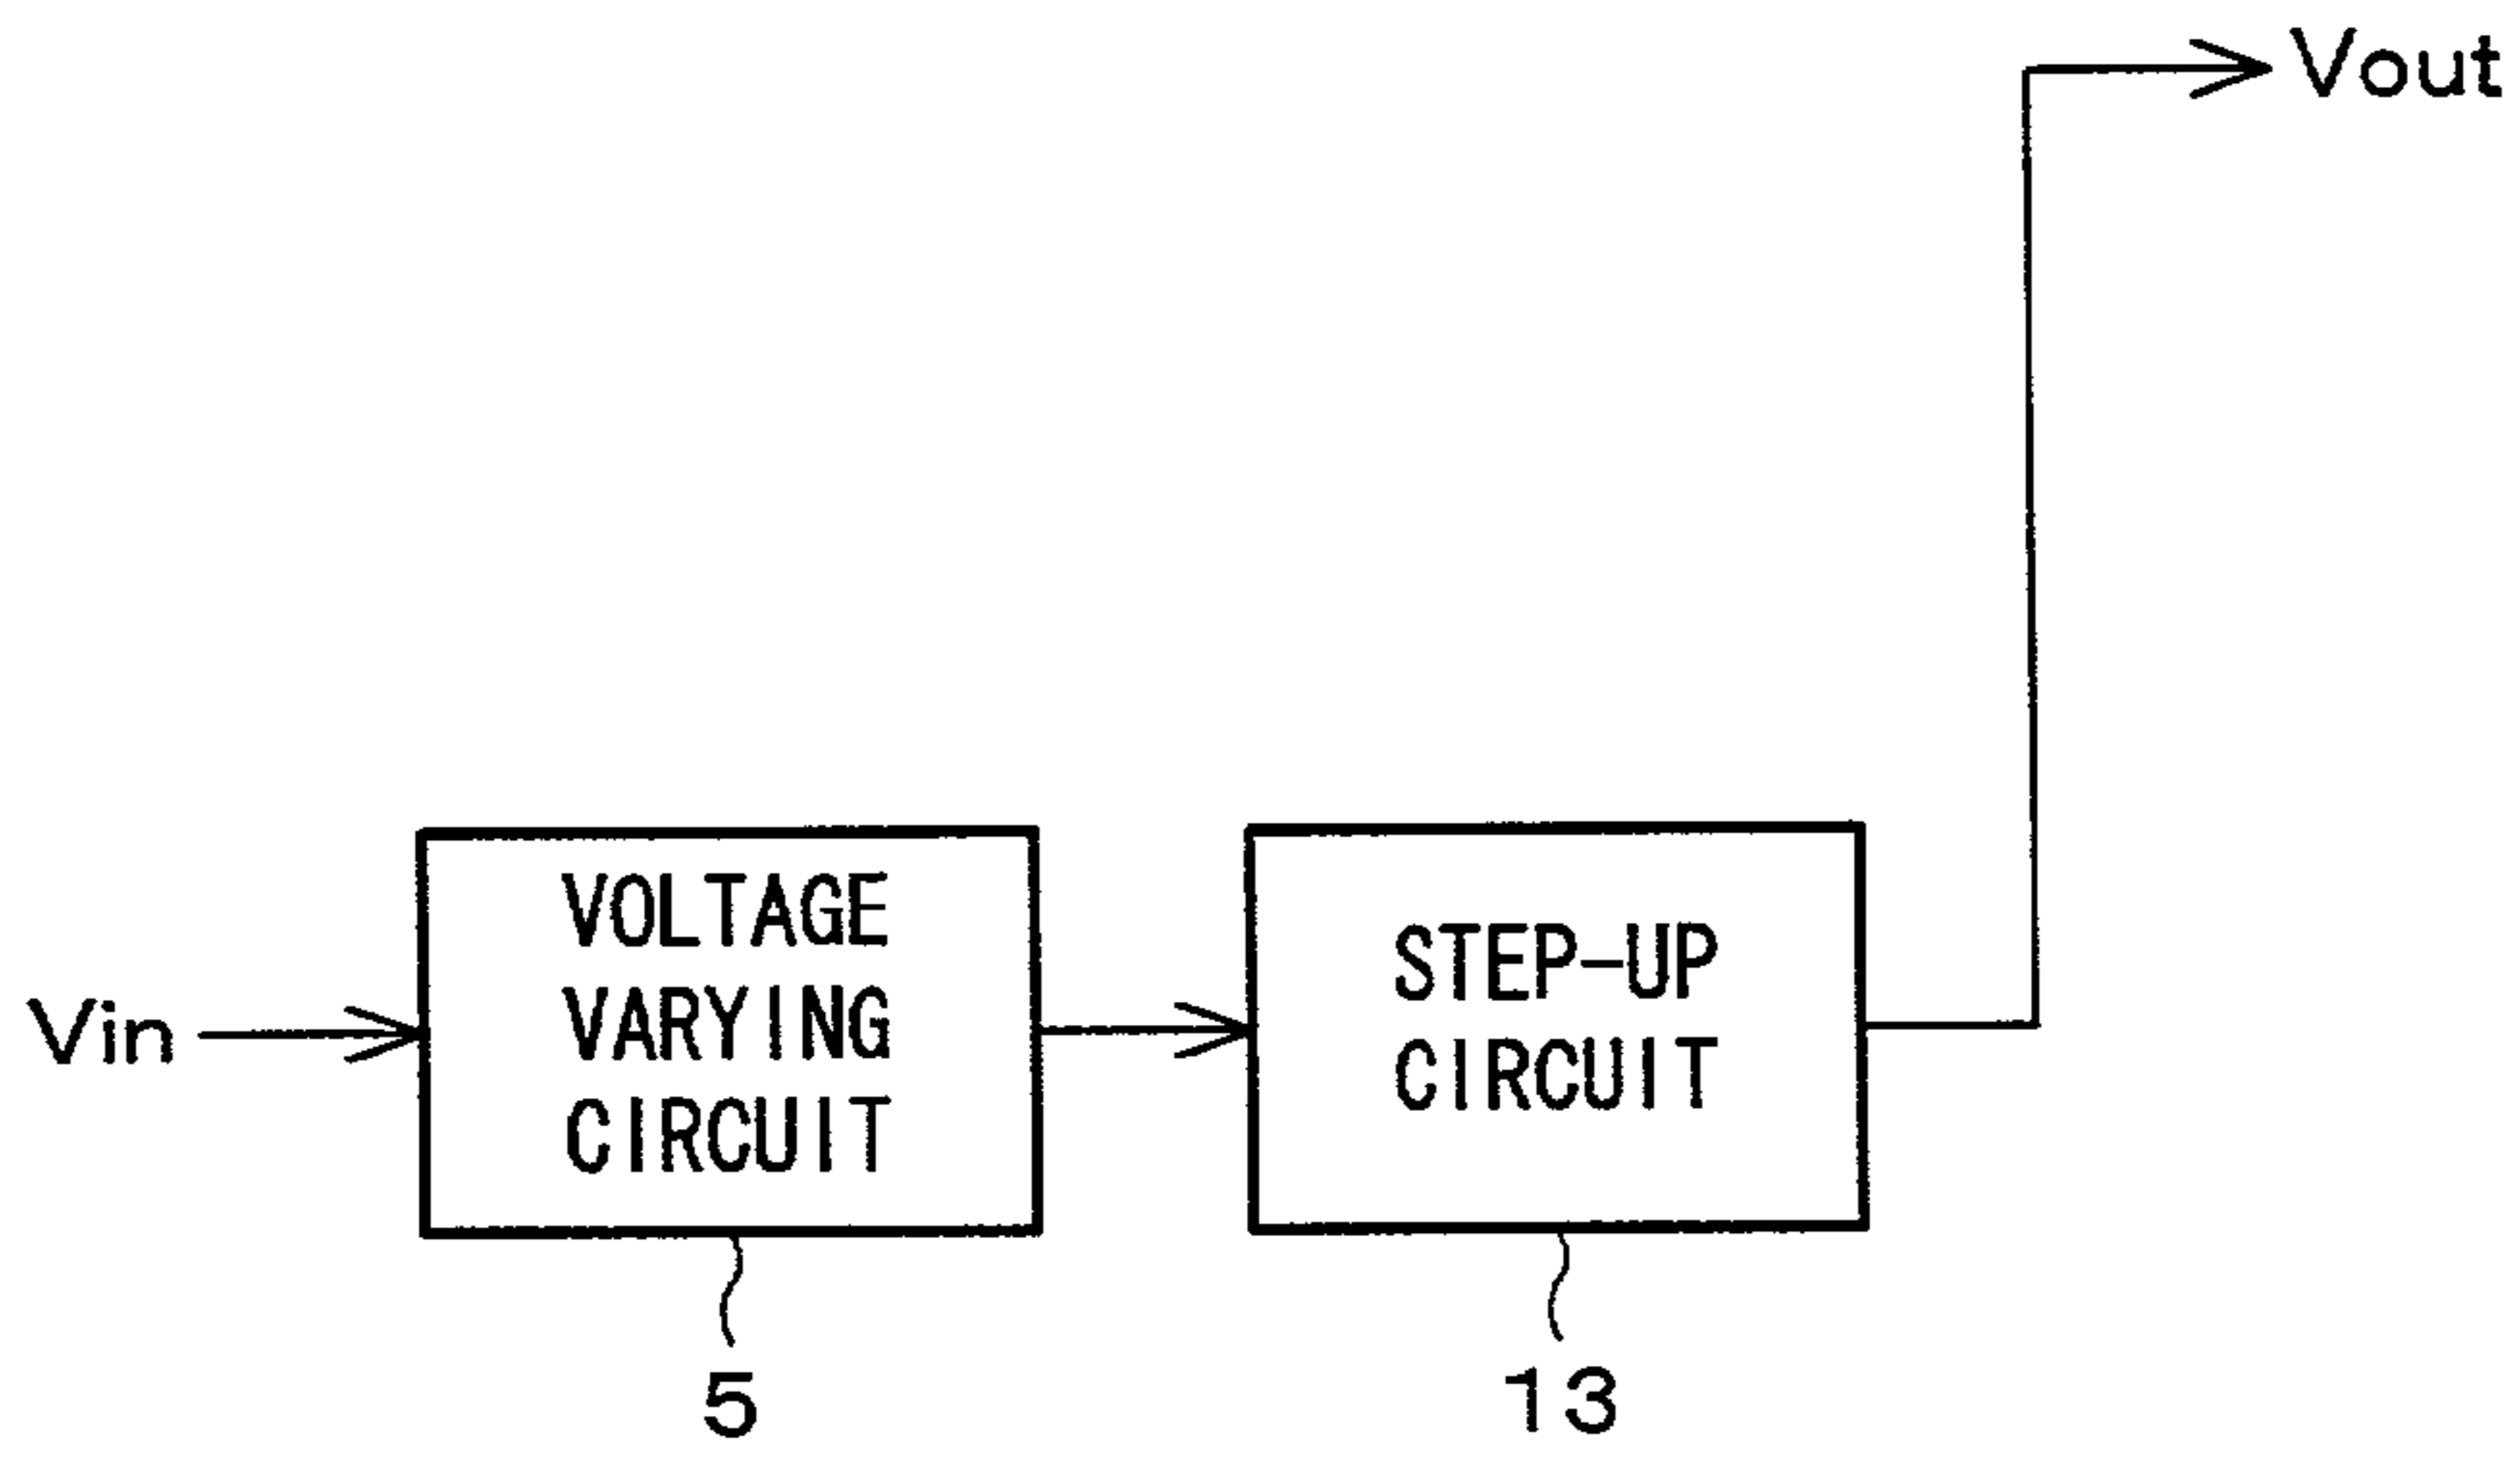 Vout
Vin
VOLTAGE
VARYING
CIRCUIT
STEP-UP
CIRCUIT
5
13